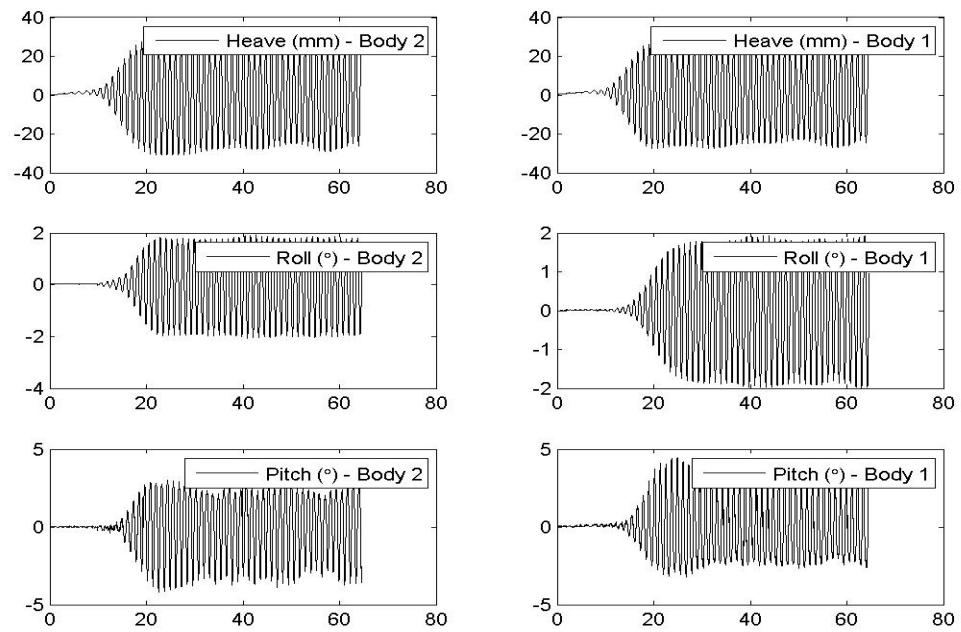 40
20
0
-20
-40
Heave (mm) - Body 2
0 20 40 60 80
40
20
0
-20
-40
Heave (mm) - Body 1
0 20 40 60 80
2
0
-2
-4
Roll (°) - Body 2
0 20 40 60 80
2
1
0
-1
-2
Roll (°) - Body 1
0 20 40 60 80
5
0
-5
Pitch (°) - Body 2
0 20 40 60 80
5
0
-5
Pitch (°) - Body 1
0 20 40 60 80